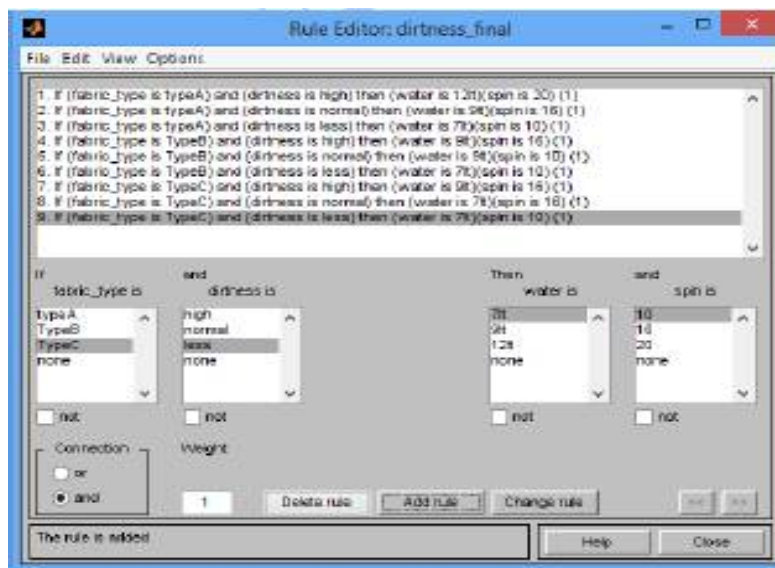 Rule Editor: dirtness_final
File Edit View Options
1. If (fabric_type is typeA) and (dirtness is high) then (water is 12lt)(spin is 20) (1)
2. If (fabric_type is typeA) and (dirtness is normal) then (water is 9lt)(spin is 16) (1)
3. If (fabric_type is typeA) and (dirtness is less) then (water is 7lt)(spin is 10) (1)
4. If (fabric_type is TypeB) and (dirtness is high) then (water is 9lt)(spin is 16) (1)
5. If (fabric_type is TypeB) and (dirtness is normal) then (water is 9lt)(spin is 10) (1)
6. If (fabric_type is TypeB) and (dirtness is less) then (water is 7lt)(spin is 10) (1)
7. If (fabric_type is TypeC) and (dirtness is high) then (water is 9lt)(spin is 16) (1)
8. If (fabric_type is TypeC) and (dirtness is normal) then (water is 7lt)(spin is 16) (1)
9. If (fabric_type is TypeC) and (dirtness is less) then (water is 7lt)(spin is 10) (1)
If and Then and
fabric_type is dirtness is water is spin is
typeA high 7lt 10
TypeB normal 9lt 16
TypeC less 12lt 20
none none none none
not not not not
Connection Weight:
or
and 1 Delete rule Add rule Change rule << >>
The rule is added Help Close